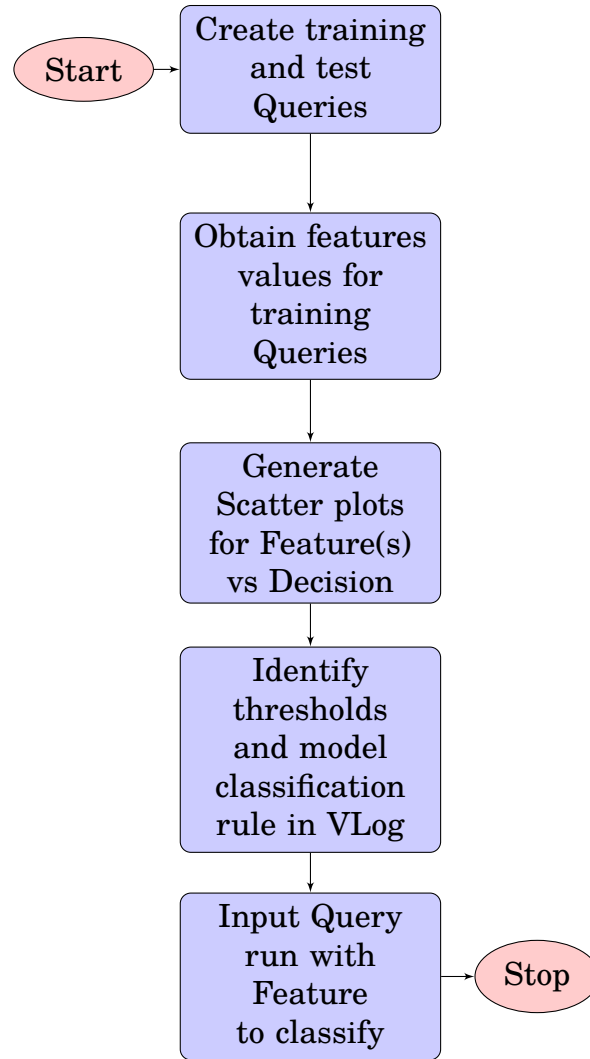 Start
Create training
and test
Queries
Obtain features
values for
training
Queries
Generate
Scatter plots
for Feature(s)
vs Decision
Identify
thresholds
and model
classification
rule in VLog
Input Query
run with
Feature
to classify
Stop